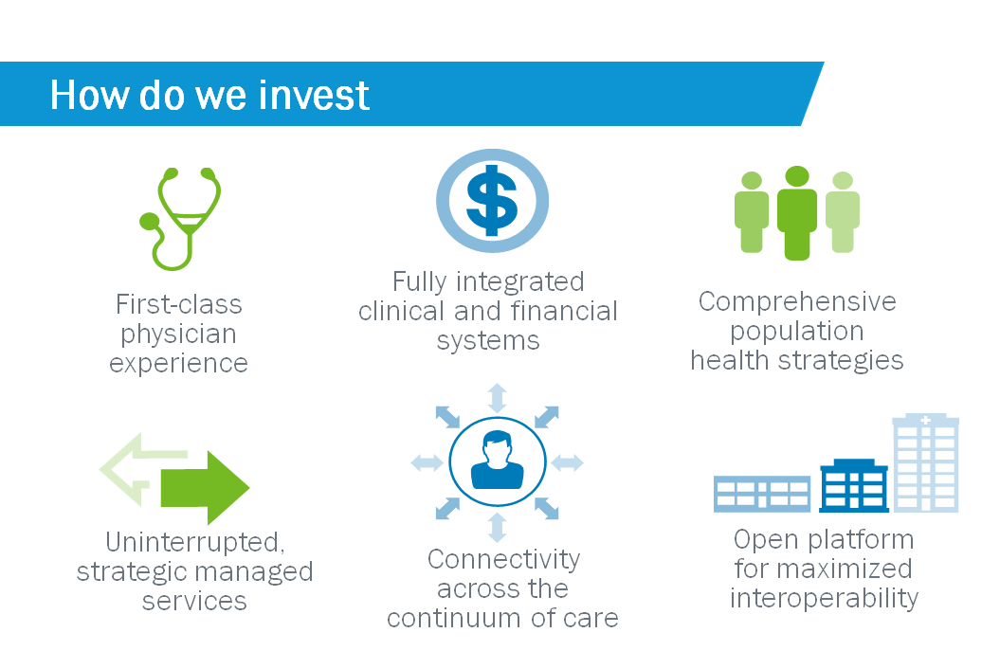 How do we invest
First-class
physician
experience
Fully integrated
clinical and financial
systems
Comprehensive
population
health strategies
Uninterrupted,
strategic managed
services
Connectivity
across the
continuum of care
Open platform
for maximized
interoperability